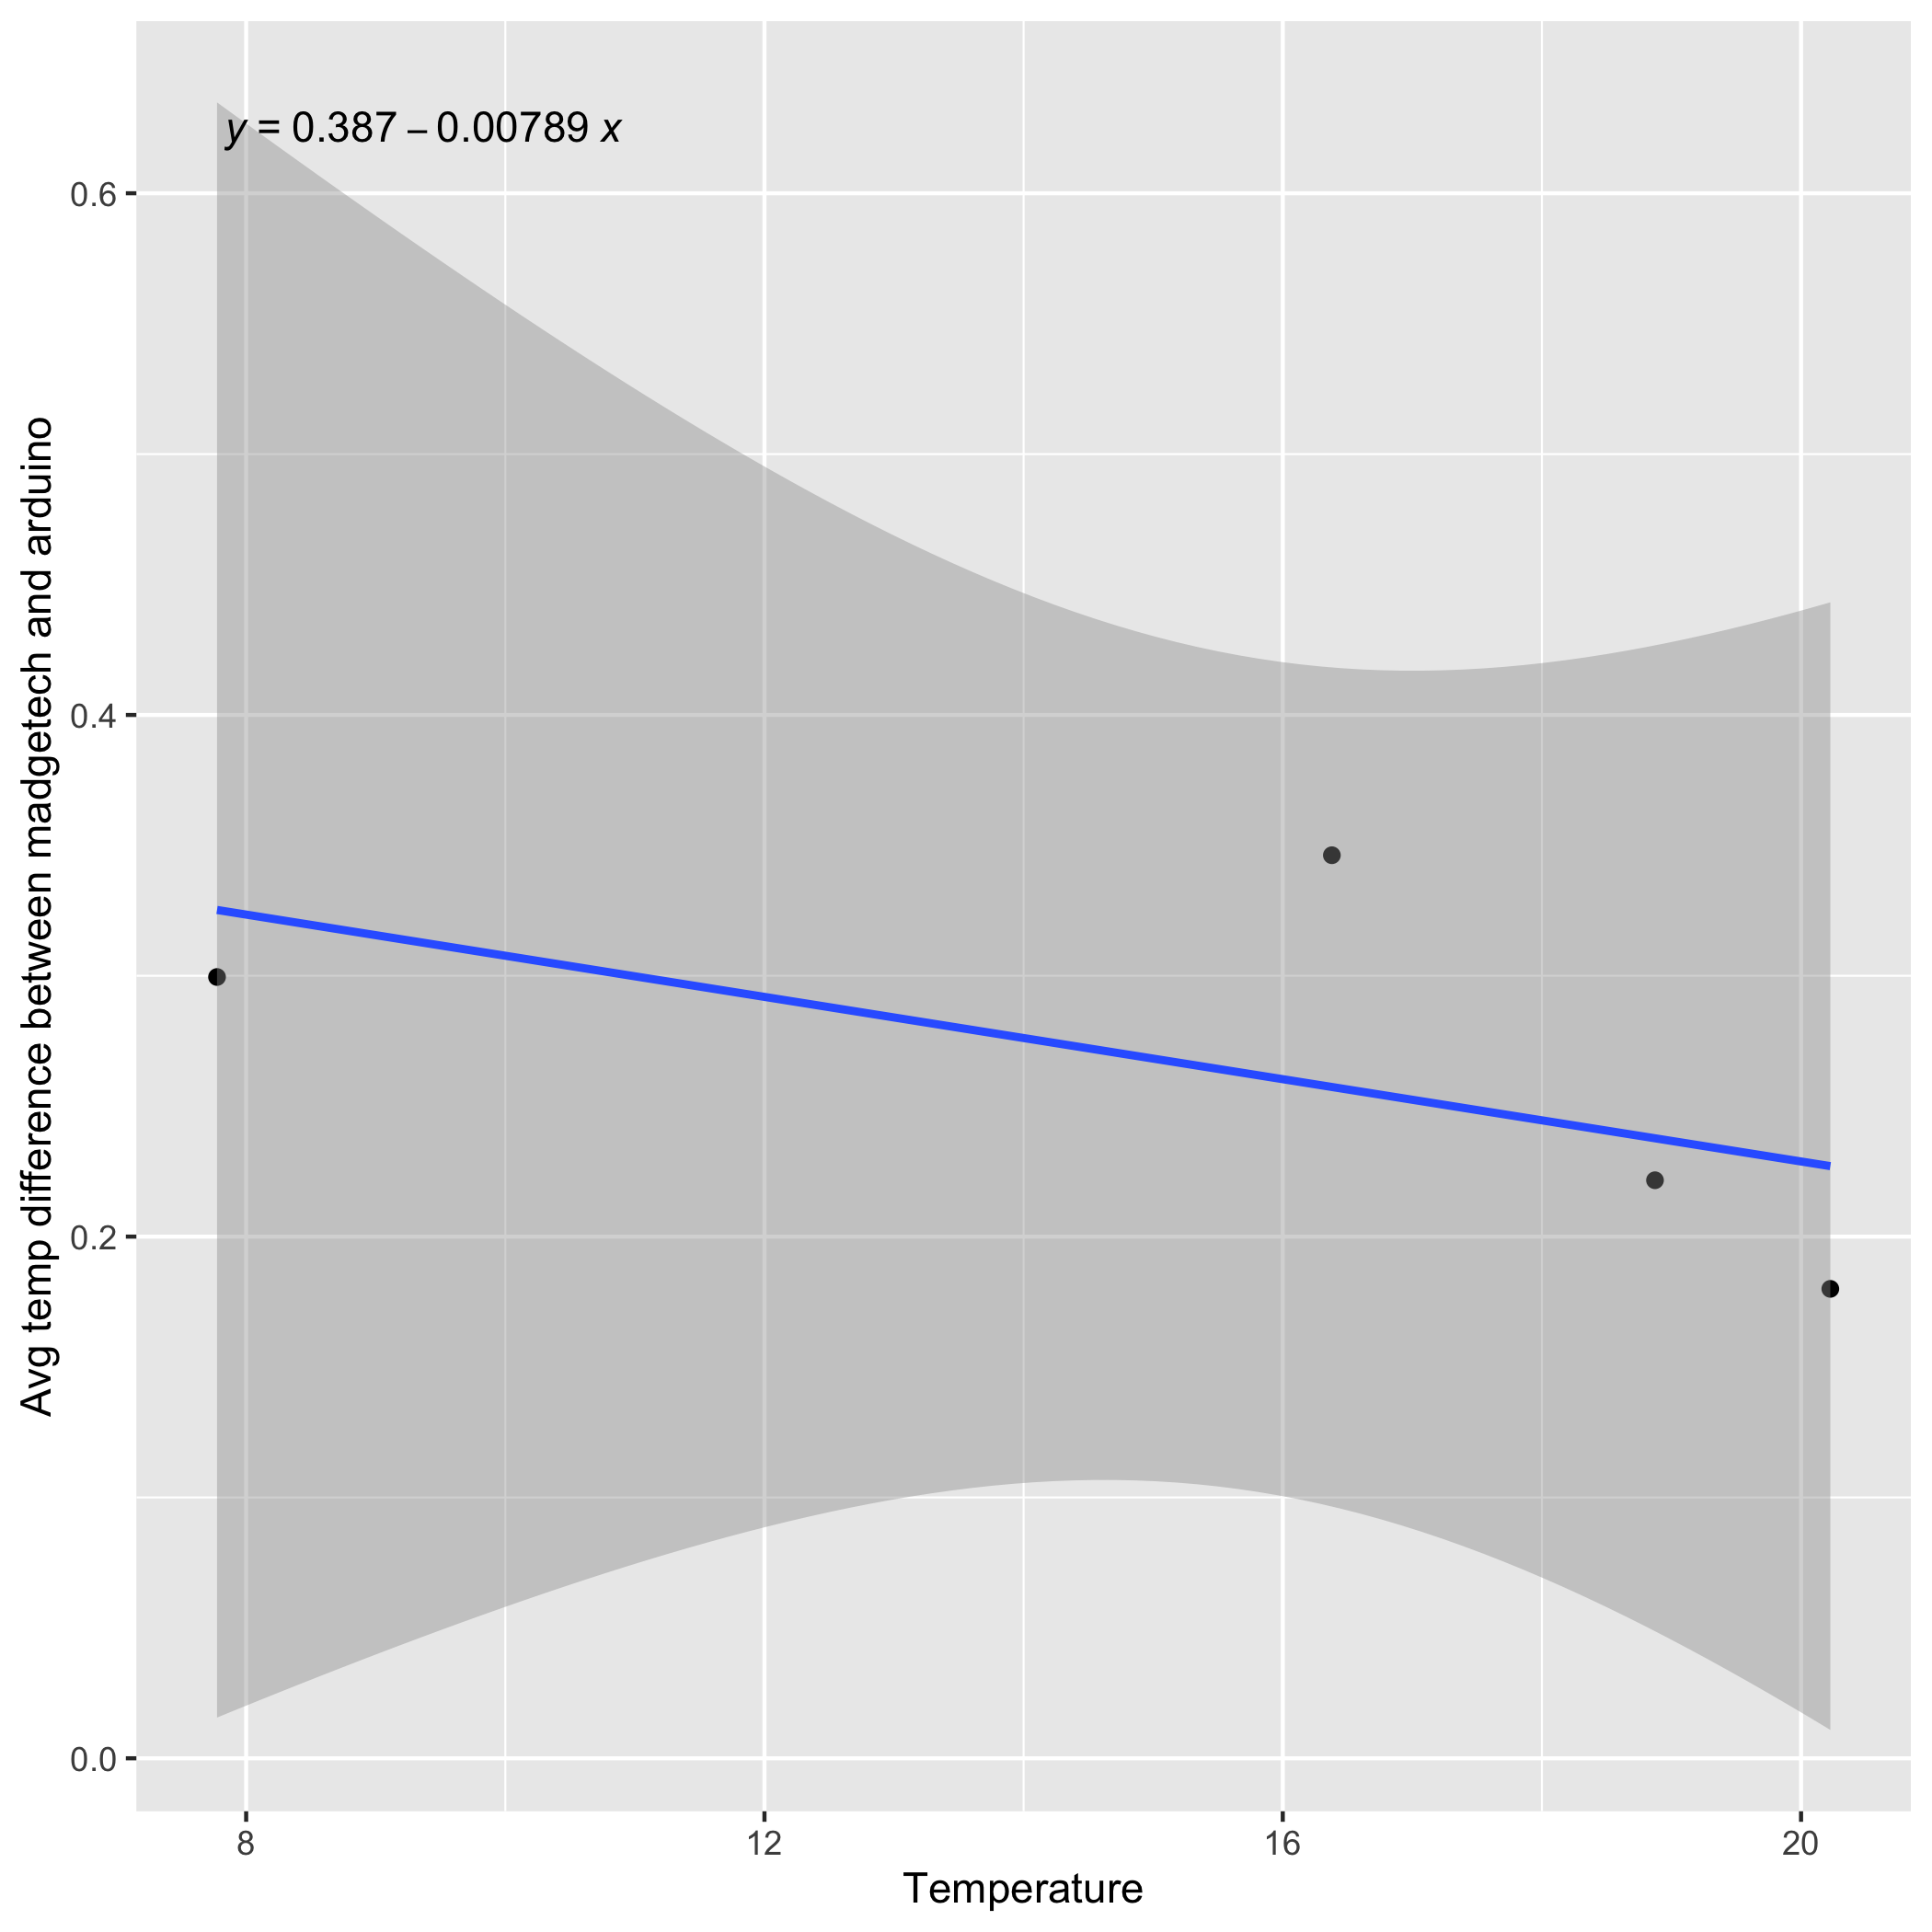 y = 0.387 – 0.00789 x
0.6
0.4
0.2
0.0
8 12 16 20
Temperature
Avg temp difference between madgetech and arduino